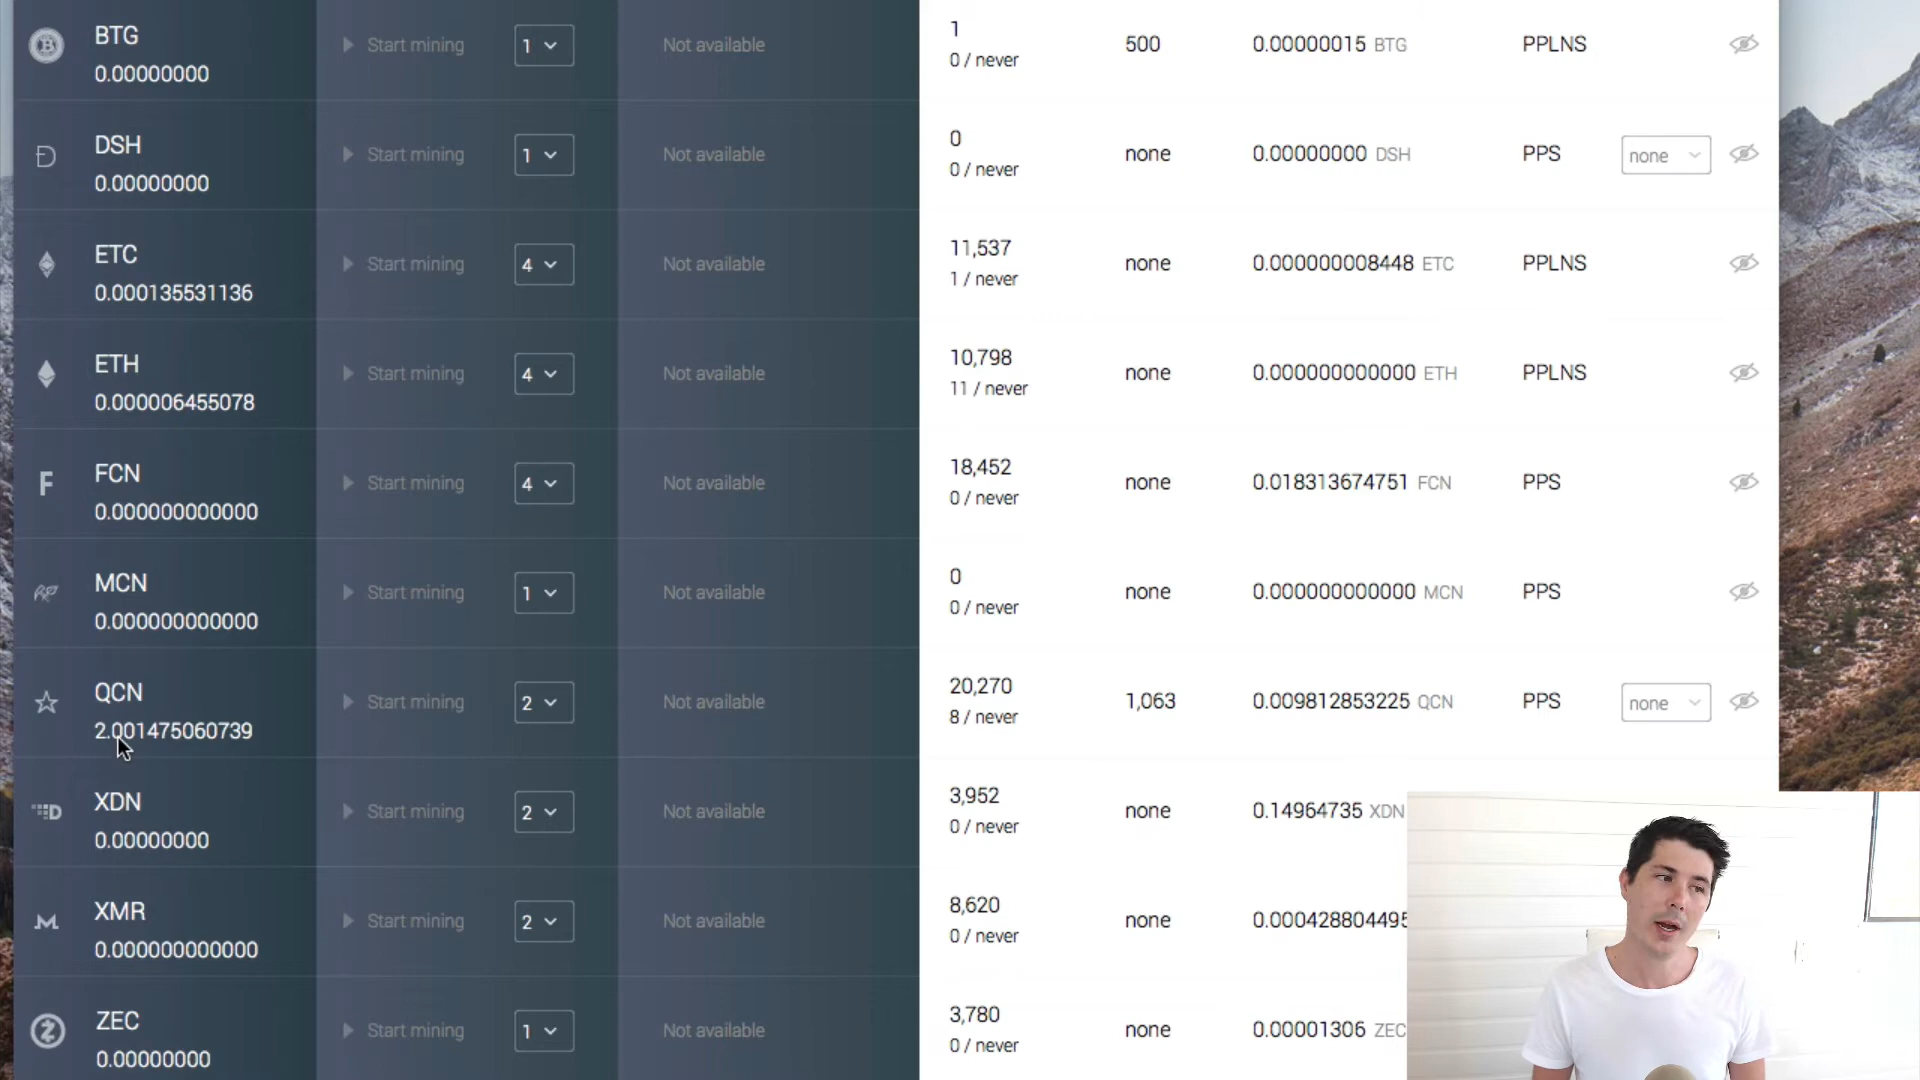 BTG
0.00000000
Start mining
1
Not available
1
0 / never
500
0.00000015 BTG
PPLNS
DSH
0.00000000
Start mining
1
Not available
0
0 / never
none
0.00000000 DSH
PPS
none
ETC
0.000135531136
Start mining
4
Not available
11,537
1 / never
none
0.000000008448 ETC
PPLNS
ETH
0.000006455078
Start mining
4
Not available
10,798
11 / never
none
0.000000000000 ETH
PPLNS
F
FCN
0.000000000000
Start mining
4
Not available
18,452
0 / never
none
0.018313674751 FCN
PPS
MCN
0.000000000000
Start mining
1
Not available
0
0 / never
none
0.000000000000 MCN
PPS
QCN
2.001475060739
Start mining
2
Not available
20,270
8 / never
1,063
0.009812853225 QCN
PPS
none
XDN
0.00000000
Start mining
2
Not available
3,952
0 / never
none
0.14964735 XDN
XMR
0.000000000000
Start mining
2
Not available
8,620
0 / never
none
0.000428804495
ZEC
0.00000000
Start mining
1
Not available
3,780
0 / never
none
0.00001306 ZEC